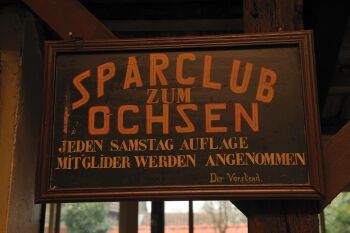 SPARCLUB
ZUM
OCHSEN
JEDEN SAMSTAG AUFLAGE
MITGLIDER WERDEN ANGENOMMEN
Der Vorstand.